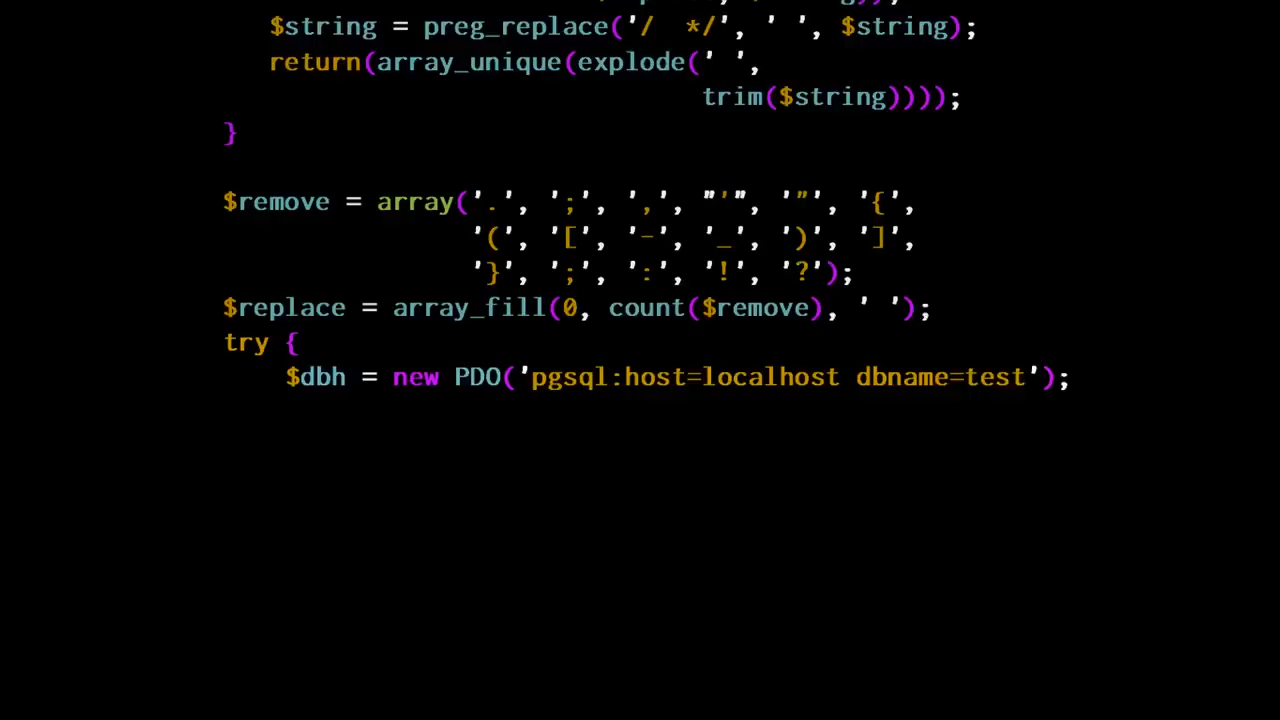 $string = preg_replace('/  */', ' ', $string);
return(array_unique(explode(' ',
trim($string))));
}
$remove = array('.', ';', ',', "'", '"', '{',
'(', '[', '-', '_', ')', ']',
'}', ';', ':', '!', '?');
$replace = array_fill(0, count($remove), ' ');
try {
$dbh = new PDO('pgsql:host=localhost dbname=test');